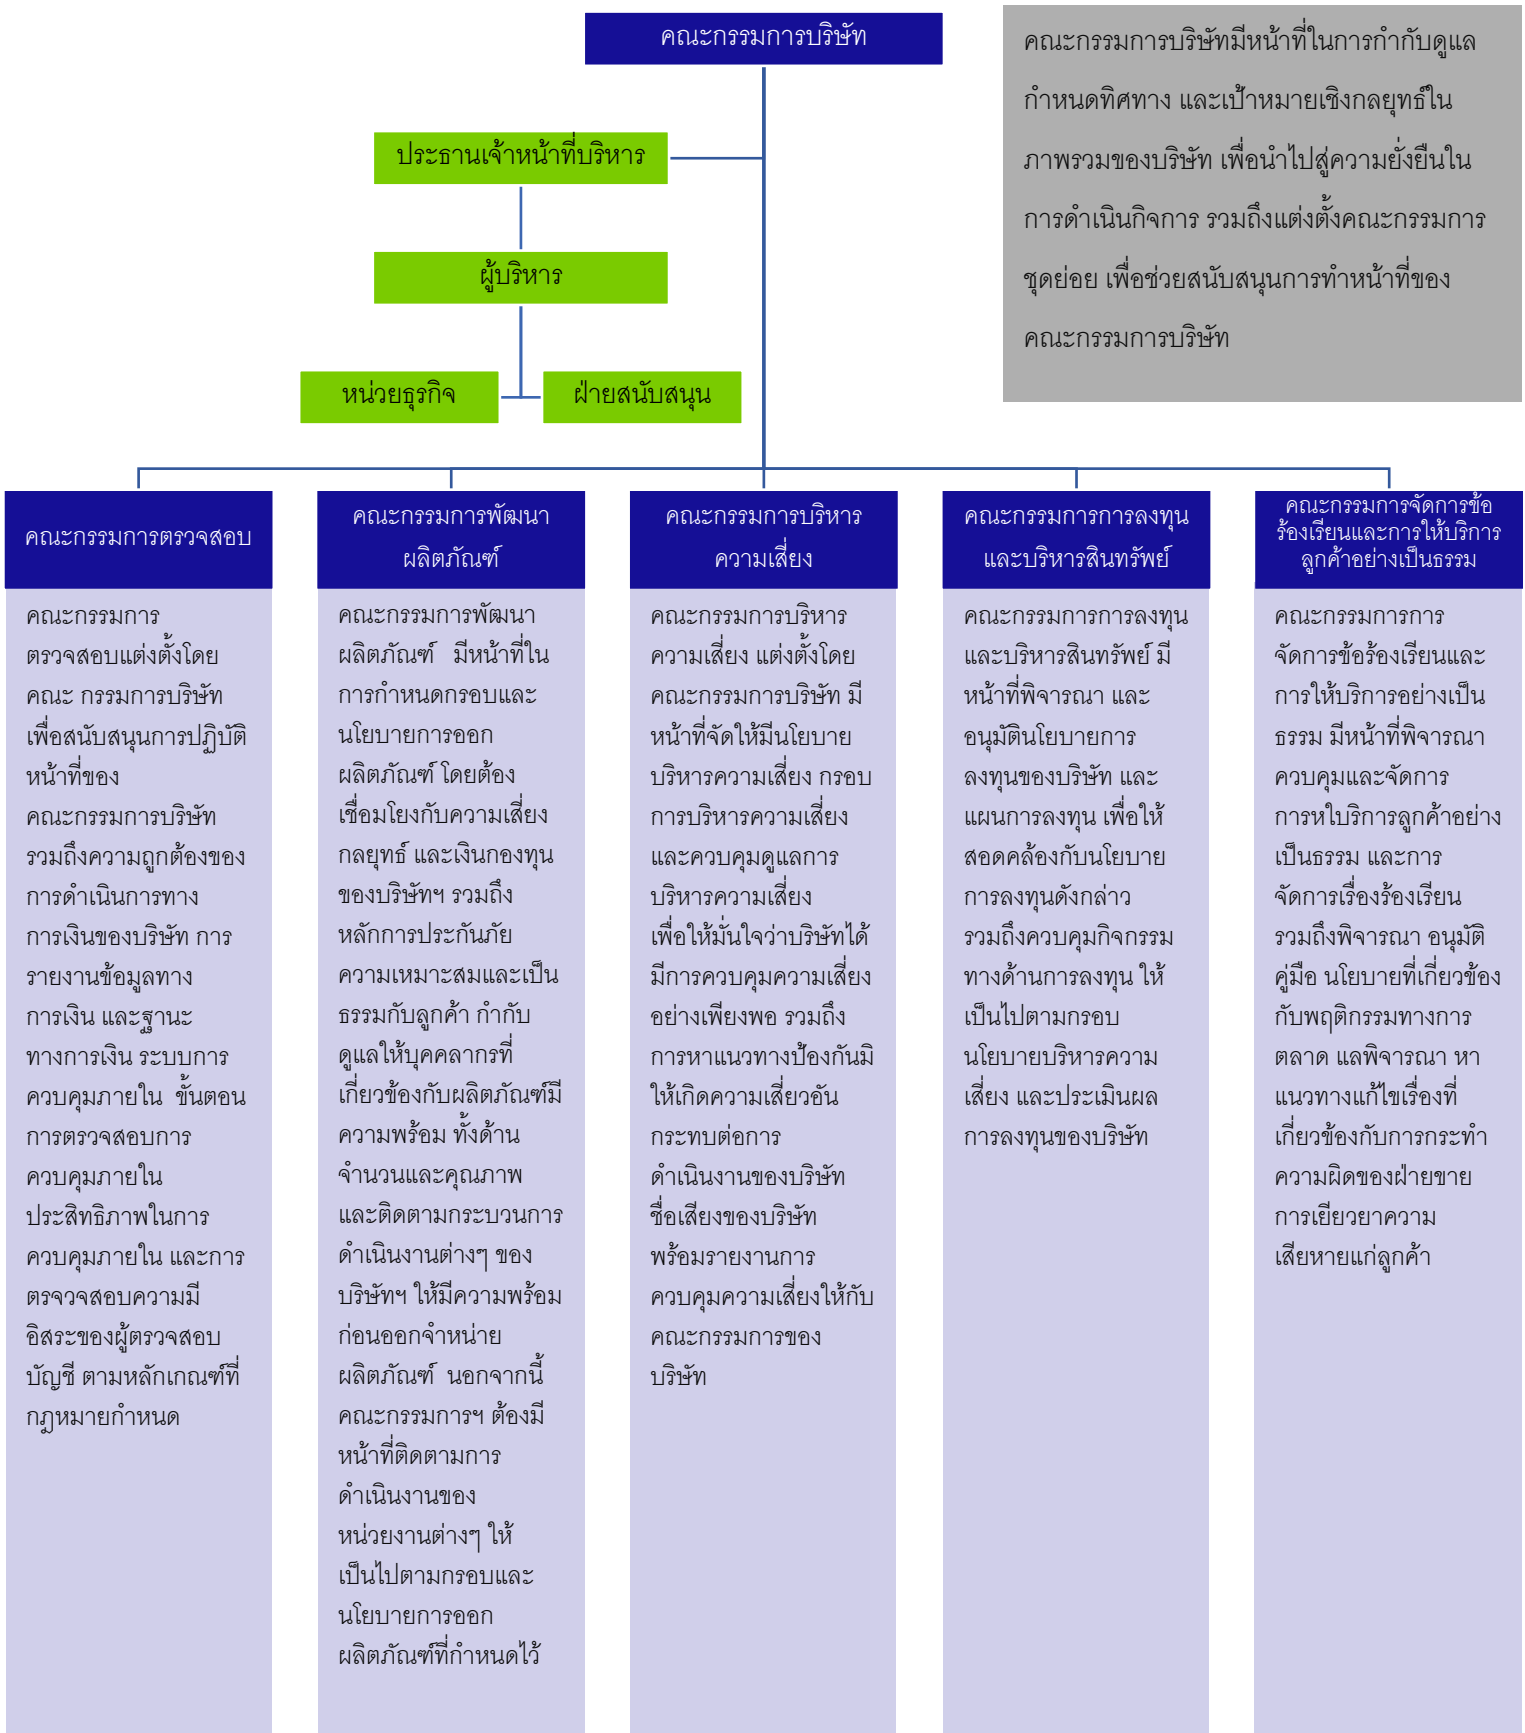 คณะกรรมการบริษัท
คณะกรรมการบริษัทมีหน้าที่ในการกำกับดูแล
กำหนดทิศทาง และเป้าหมายเชิงกลยุทธ์ใน
ภาพรวมของบริษัท เพื่อนำไปสู่ความยั่งยืนใน
การดำเนินกิจการ รวมถึงแต่งตั้งคณะกรรมการ
ชุดย่อย เพื่อช่วยสนับสนุนการทำหน้าที่ของ
คณะกรรมการบริษัท
ประธานเจ้าหน้าที่บริหาร
ผู้บริหาร
หน่วยธุรกิจ
ฝ่ายสนับสนุน
คณะกรรมการตรวจสอบ
คณะกรรมการ
ตรวจสอบแต่งตั้งโดย
คณะ กรรมการบริษัท
เพื่อสนับสนุนการปฏิบัติ
หน้าที่ของ
คณะกรรมการบริษัท
รวมถึงความถูกต้องของ
การดำเนินการทาง
การเงินของบริษัท การ
รายงานข้อมูลทาง
การเงิน และฐานะ
ทางการเงิน ระบบการ
ควบคุมภายใน ขั้นตอน
การตรวจสอบการ
ควบคุมภายใน
ประสิทธิภาพในการ
ควบคุมภายใน และการ
ตรจวจสอบความมี
อิสระของผู้ตรวจสอบ
บัญชี ตามหลักเกณฑ์ที่
กฎหมายกำหนด
คณะกรรมการพัฒนา
ผลิตภัณฑ์
คณะกรรมการพัฒนา
ผลิตภัณฑ์ มีหน้าที่ใน
การกำหนดกรอบและ
นโยบายการออก
ผลิตภัณฑ์ โดยต้อง
เชื่อมโยงกับความเสี่ยง
กลยุทธ์ และเงินกองทุน
ของบริษัทฯ รวมถึง
หลักการประกันภัย
ความเหมาะสมและเป็น
ธรรมกับลูกค้า กำกับ
ดูแลให้บุคคลากรที่
เกี่ยวข้องกับผลิตภัณฑ์มี
ความพร้อม ทั้งด้าน
จำนวนและคุณภาพ
และติดตามกระบวนการ
ดำเนินงานต่างๆ ของ
บริษัทฯ ให้มีความพร้อม
ก่อนออกจำหน่าย
ผลิตภัณฑ์ นอกจากนี้
คณะกรรมการฯ ต้องมี
หน้าที่ติดตามการ
ดำเนินงานของ
หน่วยงานต่างๆ ให้
เป็นไปตามกรอบและ
นโยบายการออก
ผลิตภัณฑ์ที่กำหนดไว้
คณะกรรมการบริหาร
ความเสี่ยง
คณะกรรมการบริหาร
ความเสี่ยง แต่งตั้งโดย
คณะกรรมการบริษัท มี
หน้าที่จัดให้มีนโยบาย
บริหารความเสี่ยง กรอบ
การบริหารความเสี่ยง
และควบคุมดูแลการ
บริหารความเสี่ยง
เพื่อให้มั่นใจว่าบริษัทได้
มีการควบคุมความเสี่ยง
อย่างเพียงพอ รวมถึง
การหาแนวทางป้องกันมิ
ให้เกิดความเสี่ยวอัน
กระทบต่อการ
ดำเนินงานของบริษัท
ชื่อเสียงของบริษัท
พร้อมรายงานการ
ควบคุมความเสี่ยงให้กับ
คณะกรรมการของ
บริษัท
คณะกรรมการการลงทุน
และบริหารสินทรัพย์
คณะกรรมการการลงทุน
และบริหารสินทรัพย์ มี
หน้าที่พิจารณา และ
อนุมัตินโยบายการ
ลงทุนของบริษัท และ
แผนการลงทุน เพื่อให้
สอดคล้องกับนโยบาย
การลงทุนดังกล่าว
รวมถึงควบคุมกิจกรรม
ทางด้านการลงทุน ให้
เป็นไปตามกรอบ
นโยบายบริหารความ
เสี่ยง และประเมินผล
การลงทุนของบริษัท
คณะกรรมการจัดการข้อ
ร้องเรียนและการให้บริการ
ลูกค้าอย่างเป็นธรรม
คณะกรรมการการ
จัดการข้อร้องเรียนและ
การให้บริการอย่างเป็น
ธรรม มีหน้าที่พิจารณา
ควบคุมและจัดการ
การหใบริการลูกค้าอย่าง
เป็นธรรม และการ
จัดการเรื่องร้องเรียน
รวมถึงพิจารณา อนุมัติ
คู่มือ นโยบายที่เกี่ยวข้อง
กับพฤติกรรมทางการ
ตลาด แลพิจารณา หา
แนวทางแก้ไขเรื่องที่
เกี่ยวข้องกับการกระทำ
ความผิดของฝ่ายขาย
การเยียวยาความ
เสียหายแก่ลูกค้า